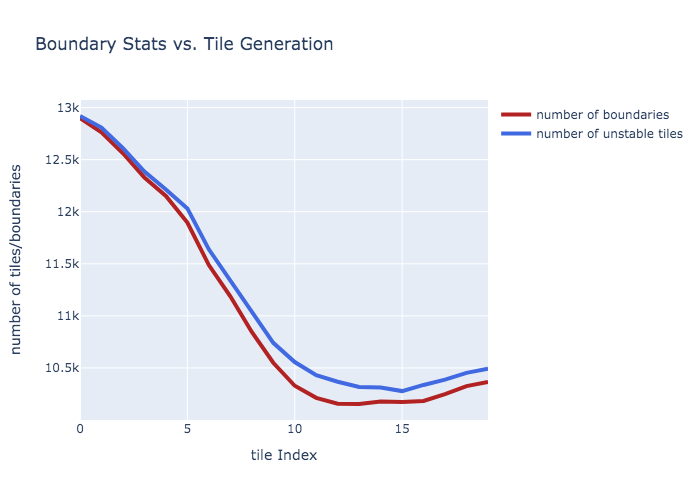 Boundary Stats vs. Tile Generation
number of tiles/boundaries
13k
12.5k
12k
11.5k
11k
10.5k
0
5
10
15
tile Index
number of boundaries
number of unstable tiles